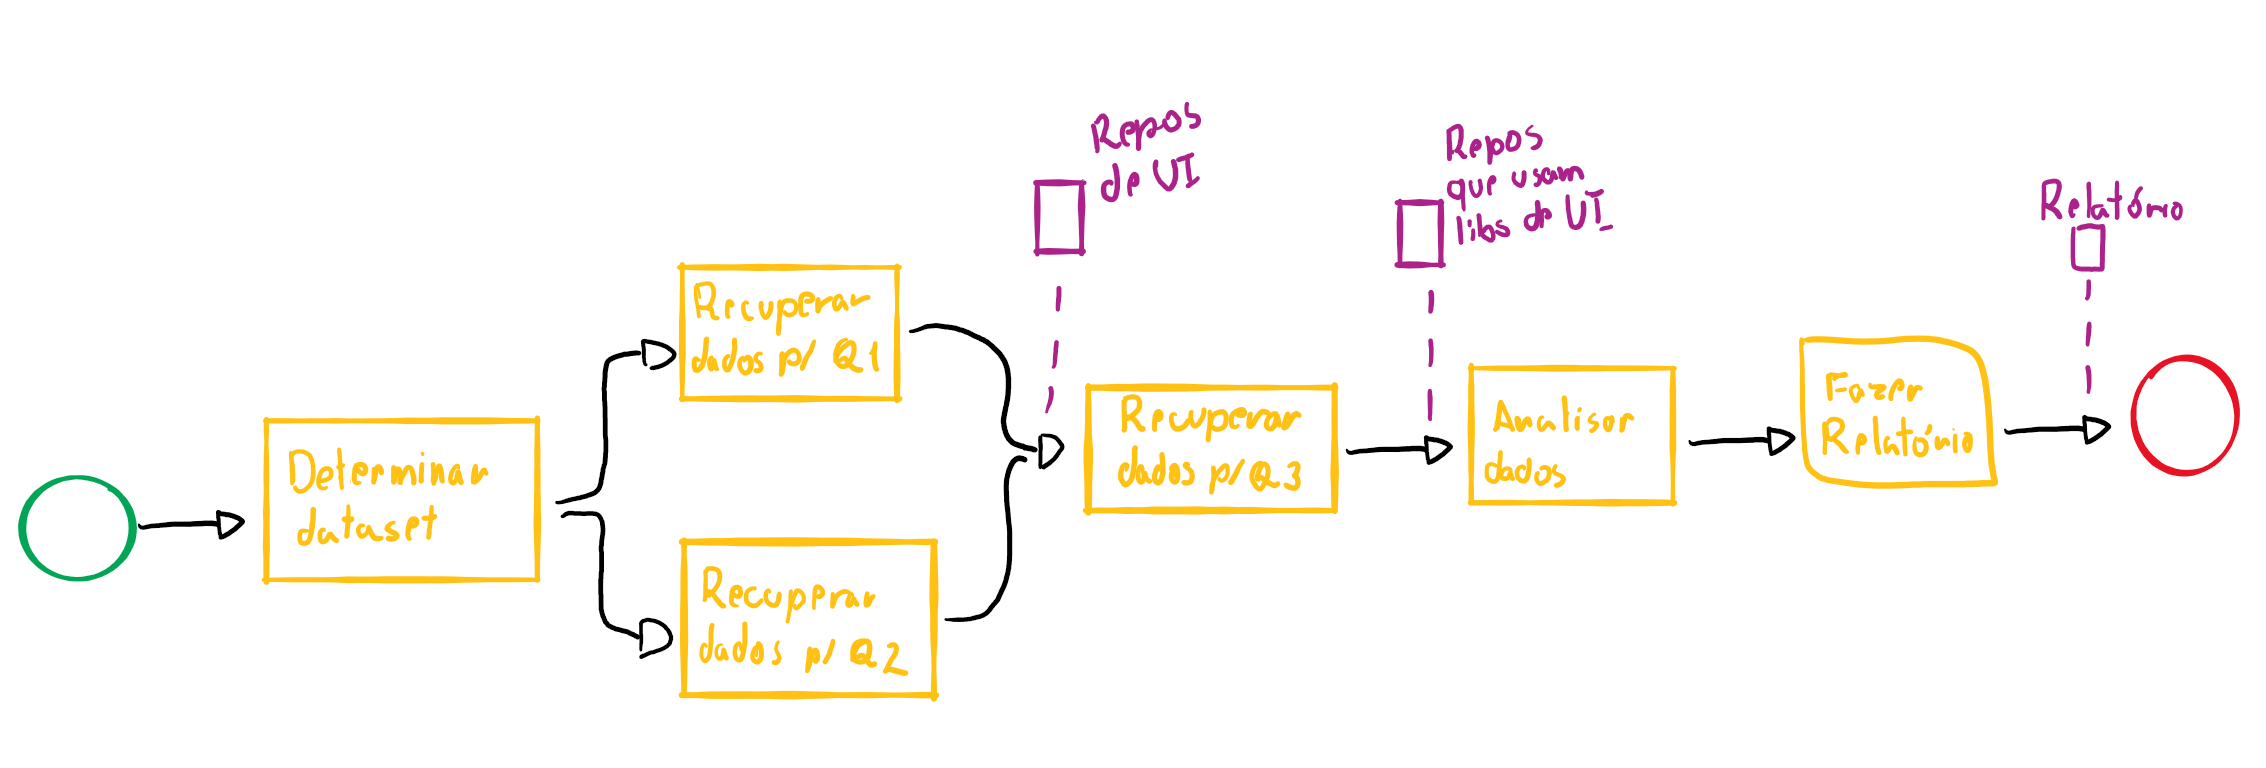 Determinar
dataset
Recuperar
dados p/ Q1
Recuperar
dados p/ Q2
Repos
de UI
Recuperar
dados p/ Q3
Repos
que usam
libs de UI
Analisar
dados
Fazer
Relatório
Relatório